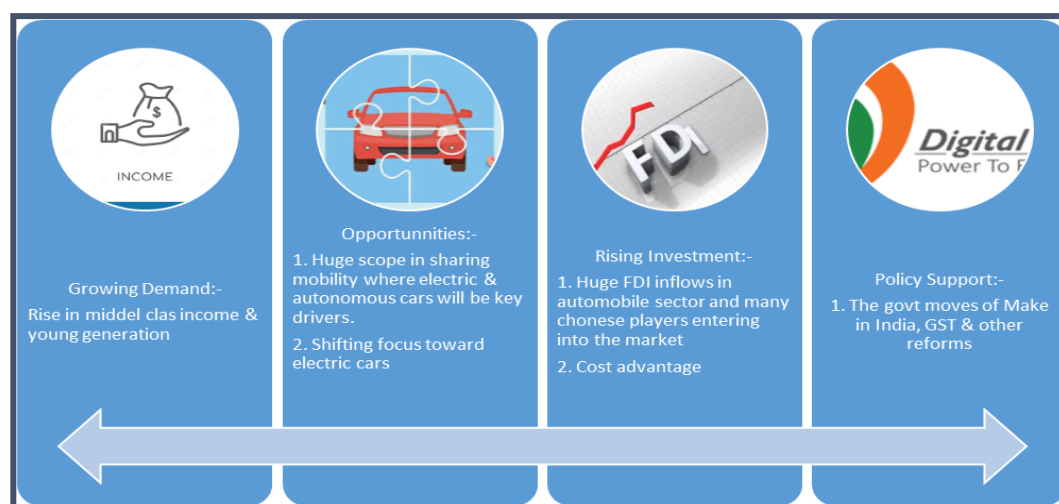 INCOME
Growing Demand:-
Rise in middel clas income &
young generation
Opportunnities:-
1. Huge scope in sharing
mobility where electric &
autonomous cars will be key
drivers.
2. Shifting focus toward
electric cars
FDI
Rising Investment:-
1. Huge FDI inflows in
automobile sector and many
chonese players entering
into the market
2. Cost advantage
Digital
Power To
Policy Support:-
1. The govt moves of Make
in India, GST & other
reforms